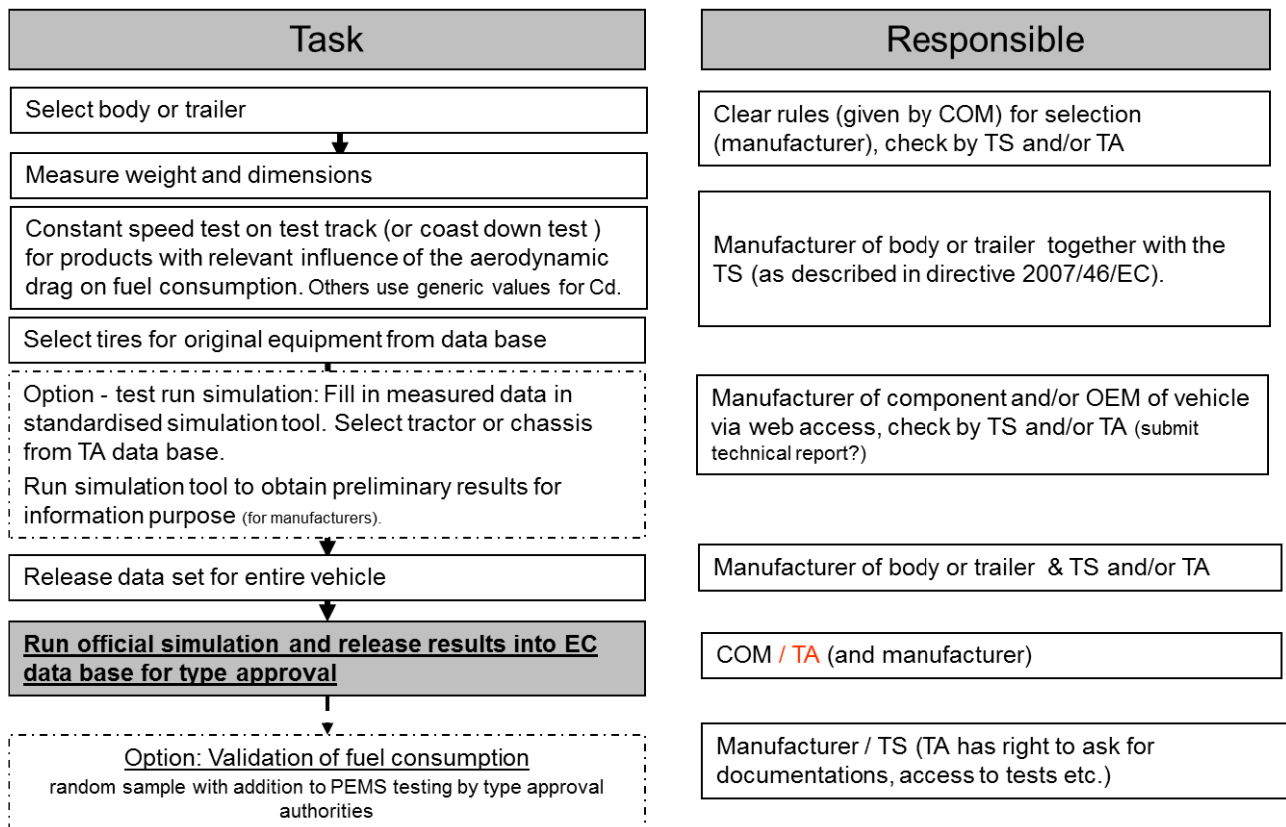 Task
Responsible
Select body or trailer
Clear rules (given by COM) for selection
(manufacturer), check by TS and/or TA
Measure weight and dimensions
Constant speed test on test track (or coast down test )
for products with relevant influence of the aerodynamic
drag on fuel consumption. Others use generic values for Cd.
Manufacturer of body or trailer together with the
TS (as described in directive 2007/46/EC).
Select tires for original equipment from data base
Option - test run simulation: Fill in measured data in
standardised simulation tool. Select tractor or chassis
from TA data base.
Run simulation tool to obtain preliminary results for
information purpose (for manufacturers).
Manufacturer of component and/or OEM of vehicle
via web access, check by TS and/or TA (submit
technical report?)
Release data set for entire vehicle
Manufacturer of body or trailer & TS and/or TA
Run official simulation and release results into EC
data base for type approval
COM / TA (and manufacturer)
Option: Validation of fuel consumption
random sample with addition to PEMS testing by type approval
authorities
Manufacturer / TS (TA has right to ask for
documentations, access to tests etc.)